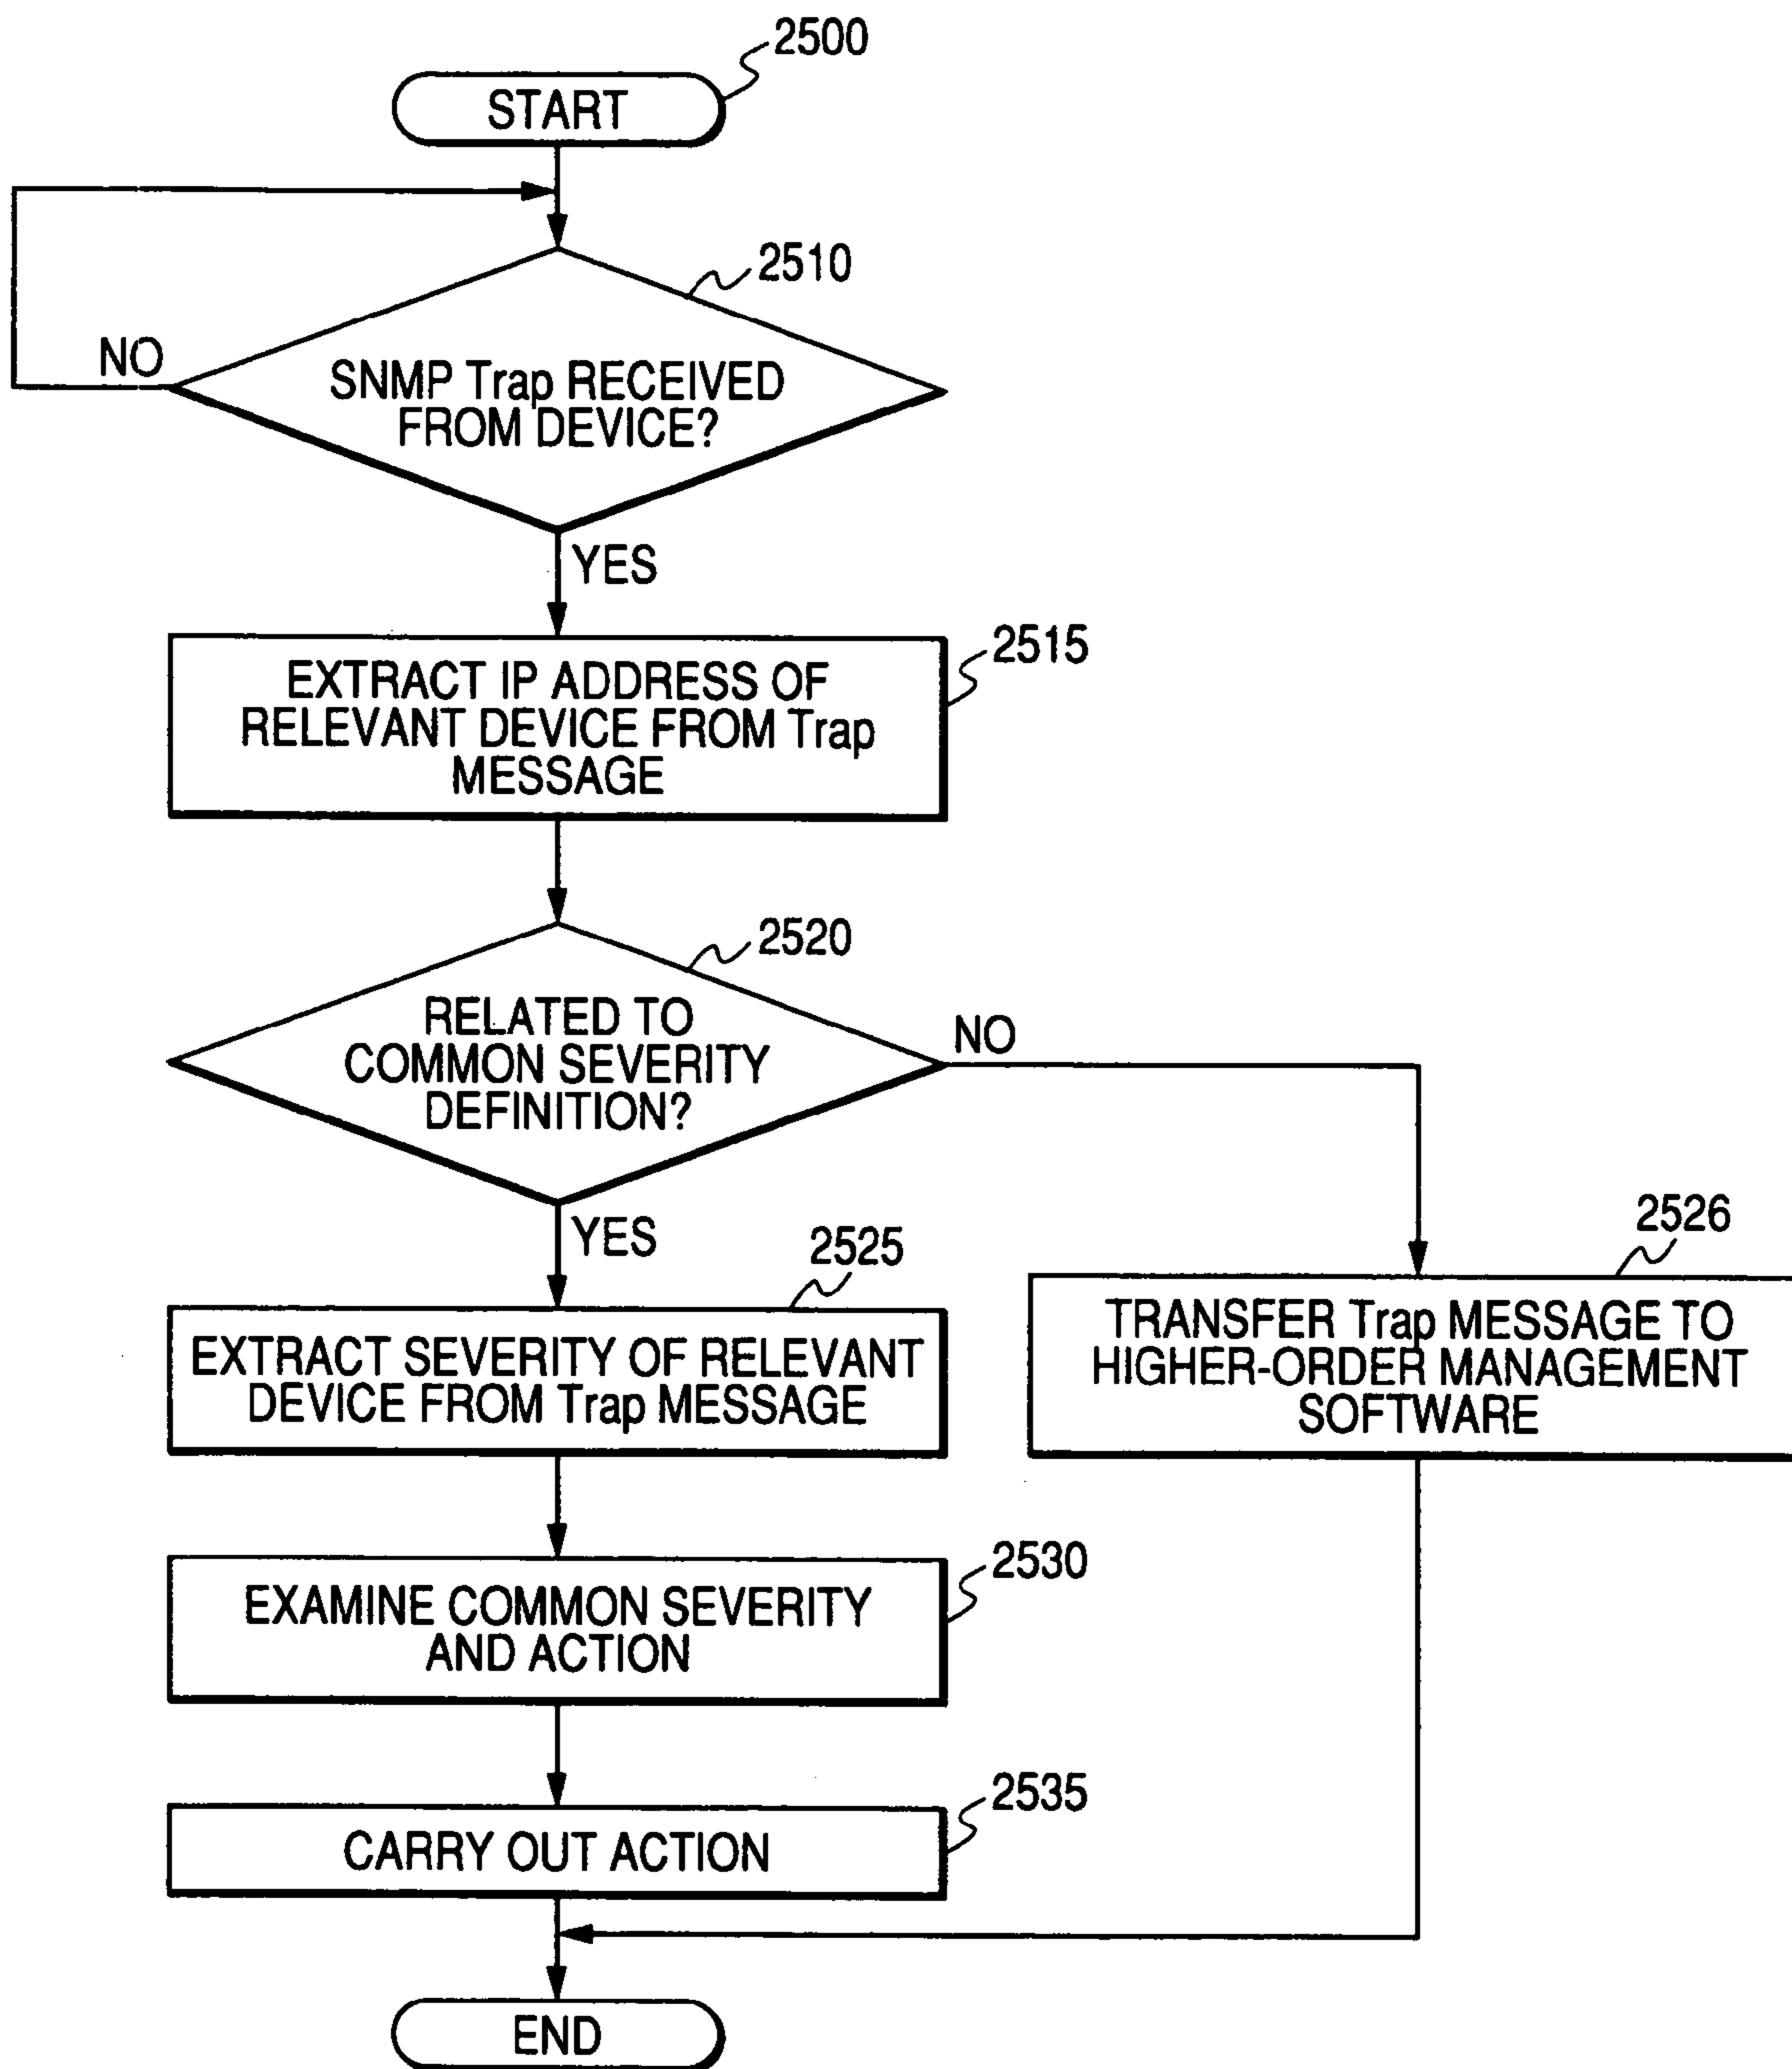 2500
START
2510
NO
SNMP Trap RECEIVED
FROM DEVICE?
YES
2515
EXTRACT IP ADDRESS OF
RELEVANT DEVICE FROM Trap
MESSAGE
2520
RELATED TO
COMMON SEVERITY
DEFINITION?
NO
YES
2525
2526
EXTRACT SEVERITY OF RELEVANT
DEVICE FROM Trap MESSAGE
TRANSFER Trap MESSAGE TO
HIGHER-ORDER MANAGEMENT
SOFTWARE
2530
EXAMINE COMMON SEVERITY
AND ACTION
2535
CARRY OUT ACTION
END